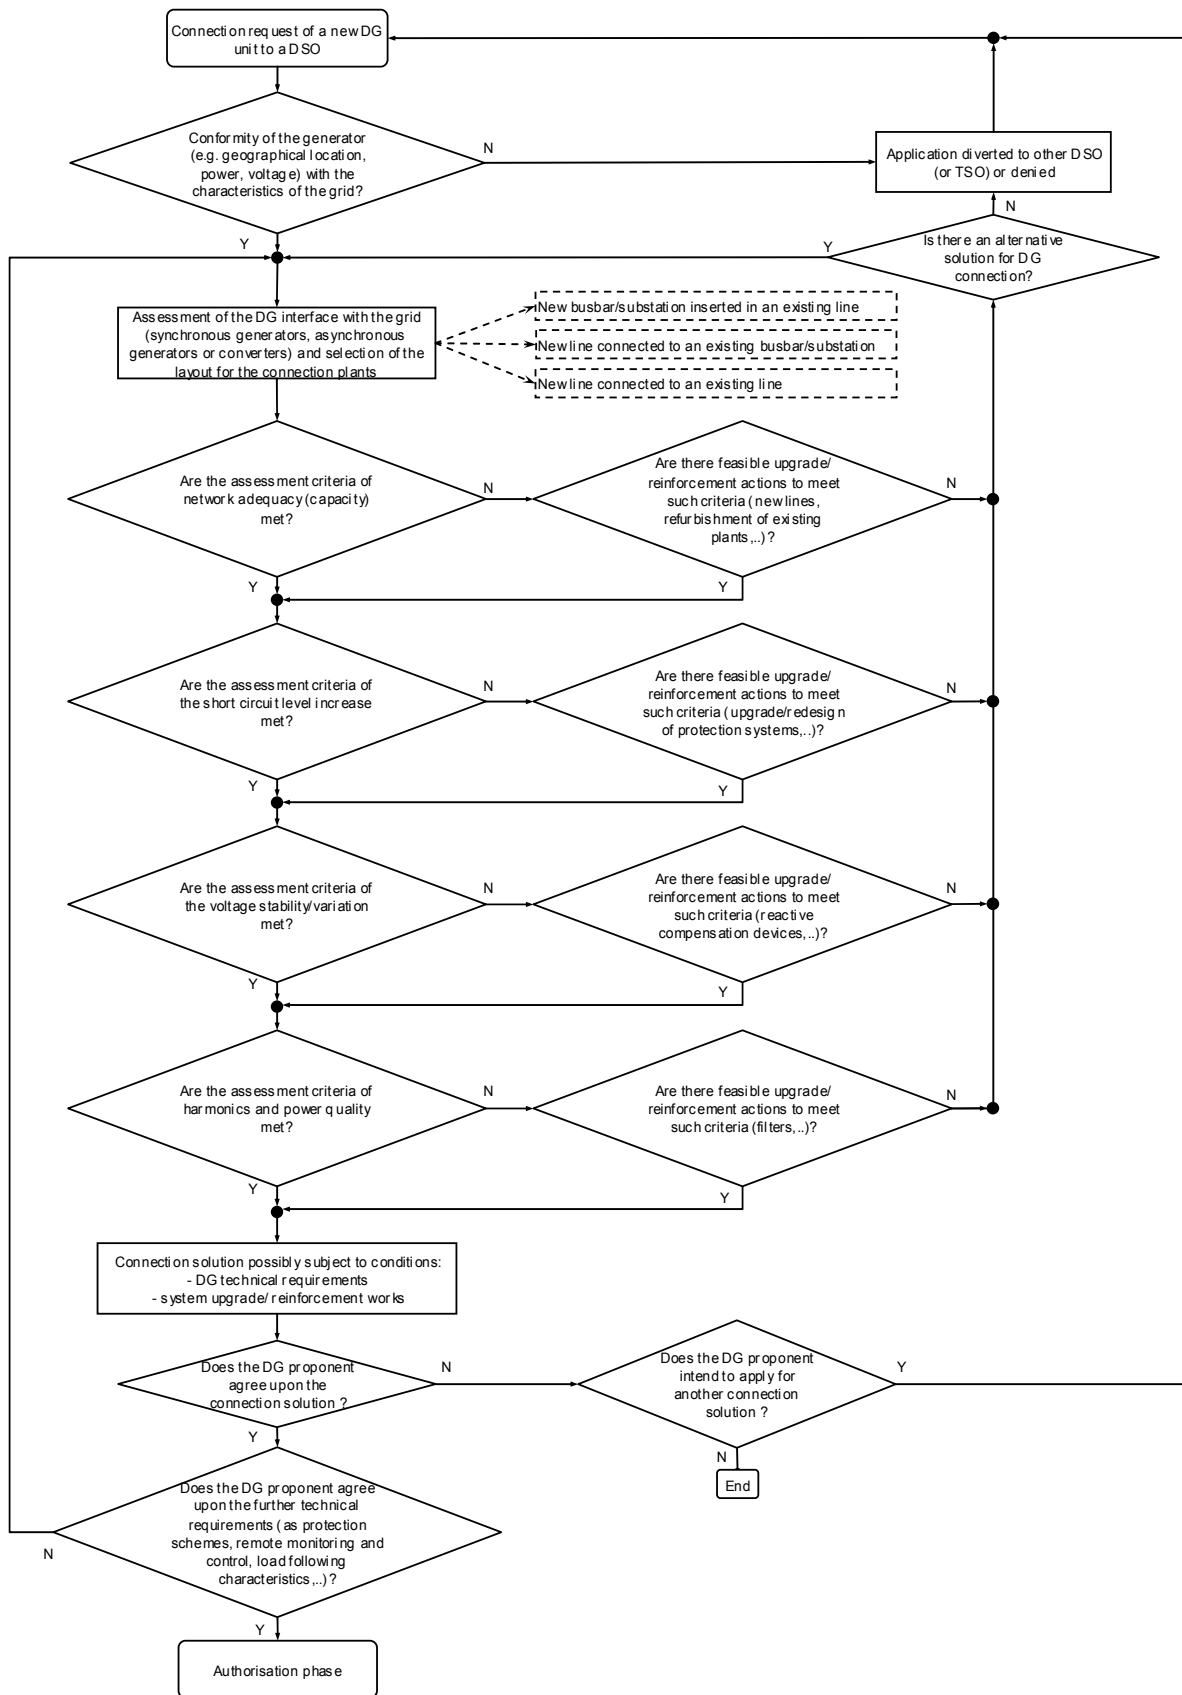 Connection request of a new DG
unit to a DSO
Conformity of the generator
(e.g. geographical location,
power, voltage) with the
characteristics of the grid?
N
Application diverted to other DSO
(or TSO) or denied
N
Y
Y
Is there an alternative
solution for DG
connection?
Assessment of the DG interface with the grid
(synchronous generators, asynchronous
generators or converters) and selection of the
layout for the connection plants
New busbar/substation inserted in an existing line
New line connected to an existing busbar/substation
New line connected to an existing line
Are the assessment criteria of
network adequacy (capacity)
met?
N
Are there feasible upgrade/
reinforcement actions to meet
such criteria (new lines,
refurbishment of existing
plants,..)?
N
Y
Y
Are the assessment criteria of
the short circuit level increase
met?
N
Are there feasible upgrade/
reinforcement actions to meet
such criteria (upgrade/redesign
of protection systems,..)?
N
Y
Y
Are the assessment criteria of
the voltage stability/variation
met?
N
Are there feasible upgrade/
reinforcement actions to meet
such criteria (reactive
compensation devices,..)?
N
Y
Y
Are the assessment criteria of
harmonics and power quality
met?
N
Are there feasible upgrade/
reinforcement actions to meet
such criteria (filters,..)?
N
Y
Y
Connection solution possibly subject to conditions:
- DG technical requirements
- system upgrade/ reinforcement works
Does the DG proponent
agree upon the
connection solution ?
N
Does the DG proponent
intend to apply for
another connection
solution ?
Y
Y
N
End
Does the DG proponent agree
upon the further technical
requirements (as protection
schemes, remote monitoring and
control, load following
characteristics,..)?
N
Y
Authorisation phase